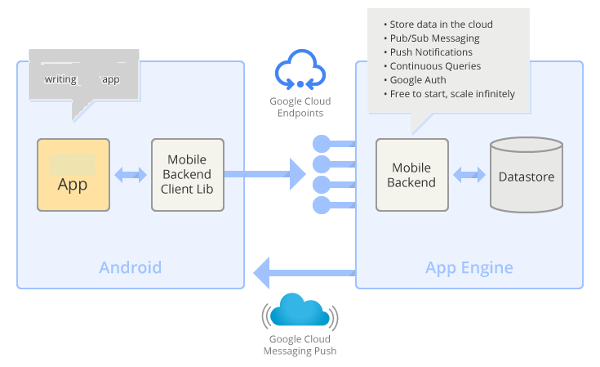 writing app
App
Mobile
Backend
Client Lib
Android
Google Cloud
Endpoints
• Store data in the cloud
• Pub/Sub Messaging
• Push Notifications
• Continuous Queries
• Google Auth
• Free to start, scale infinitely
Mobile
Backend
Datastore
App Engine
Google Cloud
Messaging Push